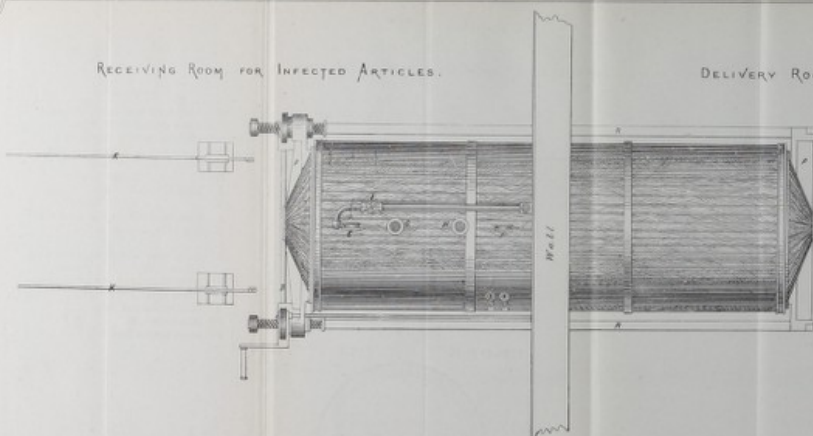 RECEIVING ROOM FOR INFECTED ARTICLES.
DELIVERY RO
Wall
K
K